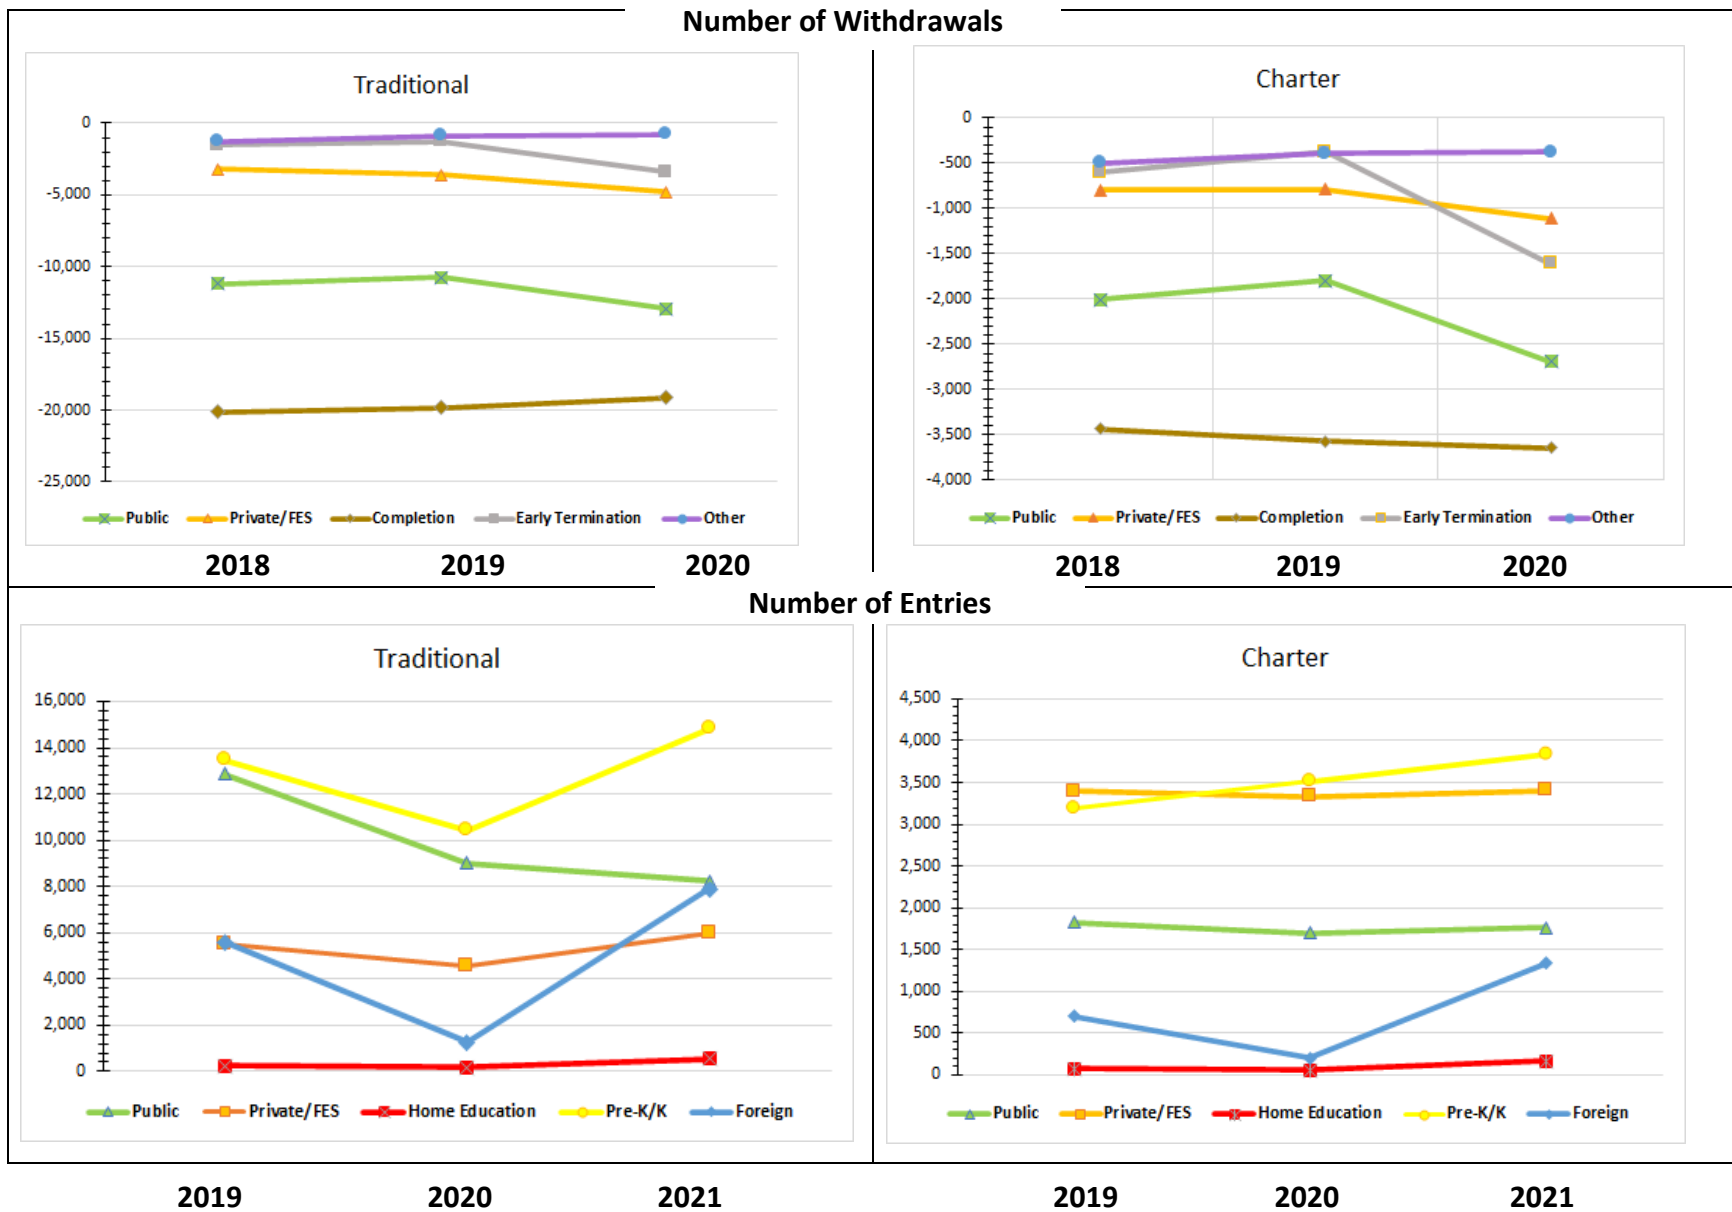 Number of Withdrawals
Traditional
0
-5,000
-10,000
-15,000
-20,000
-25,000
Public Private/FES Completion Early Termination Other
2018 2019 2020
Charter
0
-500
-1,000
-1,500
-2,000
-2,500
-3,000
-3,500
-4,000
Public Private/FES Completion Early Termination Other
2018 2019 2020
Number of Entries
Traditional
16,000
14,000
12,000
10,000
8,000
6,000
4,000
2,000
0
Public Private/FES Home Education Pre-K/K Foreign
2019 2020 2021
Charter
4,500
4,000
3,500
3,000
2,500
2,000
1,500
1,000
500
0
Public Private/FES Home Education Pre-K/K Foreign
2019 2020 2021